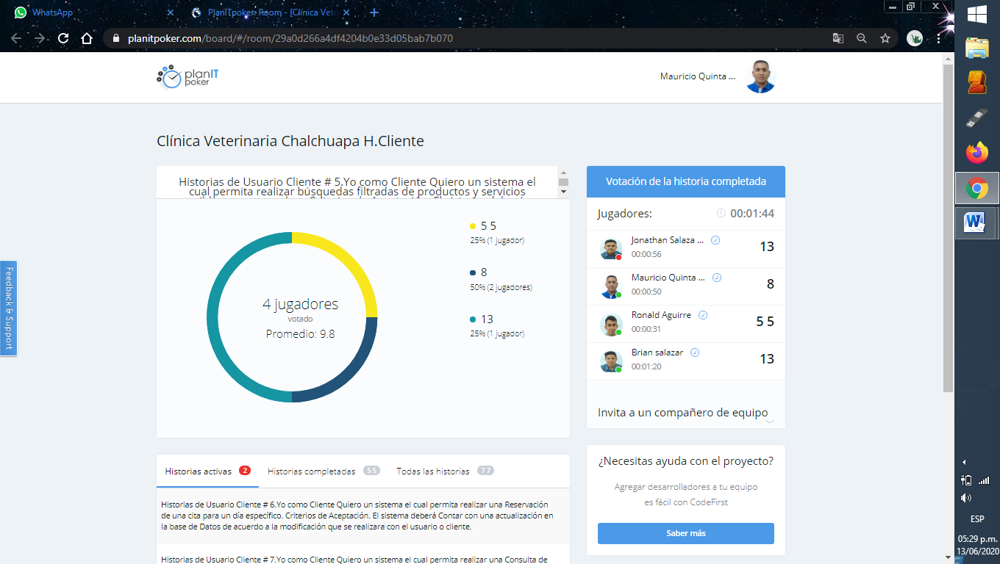 WhatsApp
PlanITpoker: Room - [Clínica Vete
planitpoker.com/board/#/room/29a0d266a4df4204b0e33d05bab7b070
planIT
poker
Mauricio Quinta ...
Clínica Veterinaria Chalchuapa H.Cliente
Historias de Usuario Cliente # 5.Yo como Cliente Quiero un sistema el
cual permita realizar búsquedas filtradas de productos y servicios
4 jugadores
votado
Promedio: 9.8
5 5
25% (1 jugador)
8
50% (2 jugadores)
13
25% (1 jugador)
Votación de la historia completada
Jugadores:
00:01:44
Jonathan Salaza ...
00:00:56
13
Mauricio Quinta ...
00:00:50
8
Ronald Aguirre
00:00:31
5 5
Brian salazar
00:01:20
13
Invita a un compañero de equipo
Feedback & Support
Historias activas 2
Historias completadas 5 5
Todas las historias 7 7
Historias de Usuario Cliente # 6.Yo como Cliente Quiero un sistema el cual permita realizar una Reservación
de una cita para un día específico. Criterios de Aceptación. El sistema deberá Contar con una actualización en
la base de Datos de acuerdo a la modificación que se realizara con el usuario o cliente.
Historias de Usuario Cliente # 7.Yo como Cliente Quiero un sistema el cual permita realizar una Consulta de
¿Necesitas ayuda con el proyecto?
Agregar desarrolladores a tu equipo
es fácil con CodeFirst
Saber más
ESP
05:29 p.m.
13/06/2020